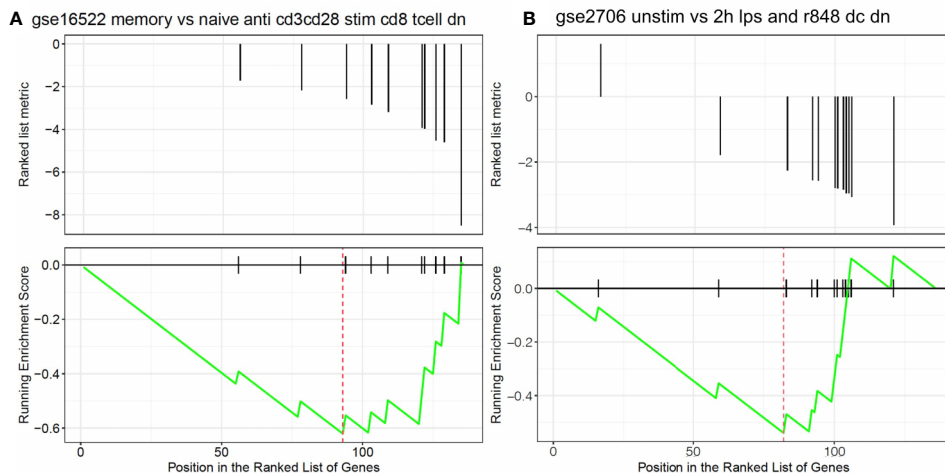 A gse16522 memory vs naive anti cd3cd28 stim cd8 tcell dn
0
−2
−4
−6
−8
Ranked list metric
0.0
−0.2
−0.4
−0.6
Running Enrichment Score
0 50 100
Position in the Ranked List of Genes
B gse2706 unstim vs 2h lps and r848 dc dn
0
−2
−4
Ranked list metric
0.0
−0.2
−0.4
Running Enrichment Score
0 50 100
Position in the Ranked List of Genes